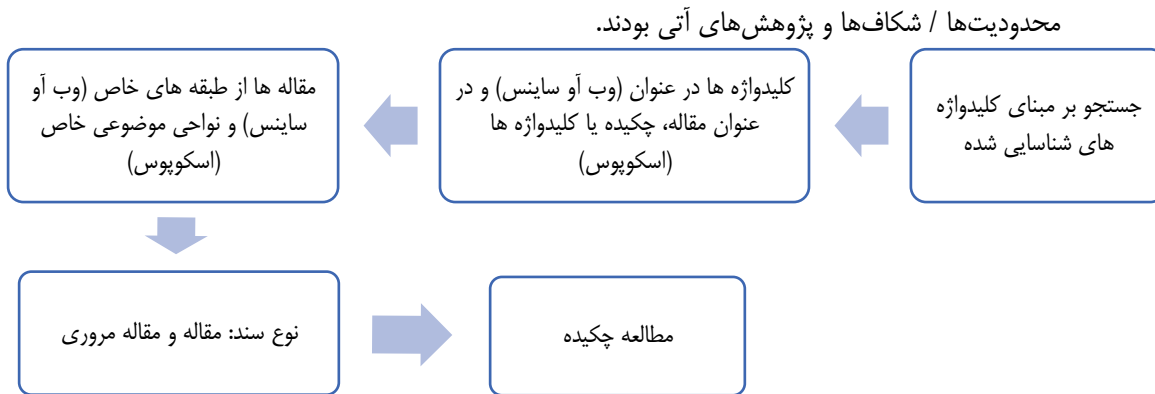 محدودیت‌ها / شکاف‌ها و پژوهش‌های آتی بودند.
جستجو بر مبنای کلیدواژه
های شناسایی شده
کلیدواژه ها در عنوان (وب آو ساینس) و در
عنوان مقاله، چکیده یا کلیدواژه ها
(اسکوپوس)
مقاله ها از طبقه های خاص (وب آو
ساینس) و نواحی موضوعی خاص
(اسکوپوس)
نوع سند: مقاله و مقاله مروری
مطالعه چکیده